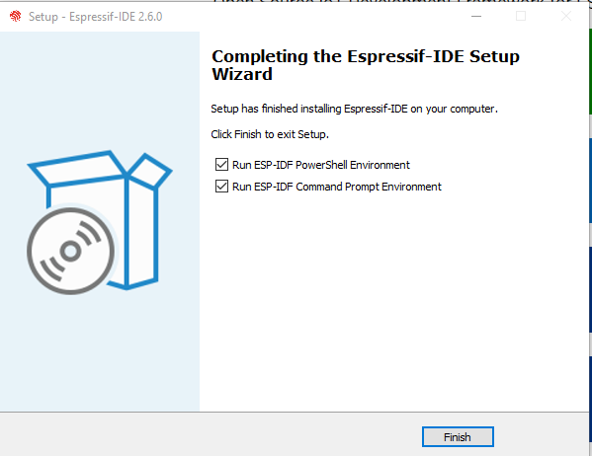 Setup - Espressif-IDE 2.6.0
Completing the Espressif-IDE Setup
Wizard
Setup has finished installing Espressif-IDE on your computer.
Click Finish to exit Setup.
Run ESP-IDF PowerShell Environment
Run ESP-IDF Command Prompt Environment
Finish